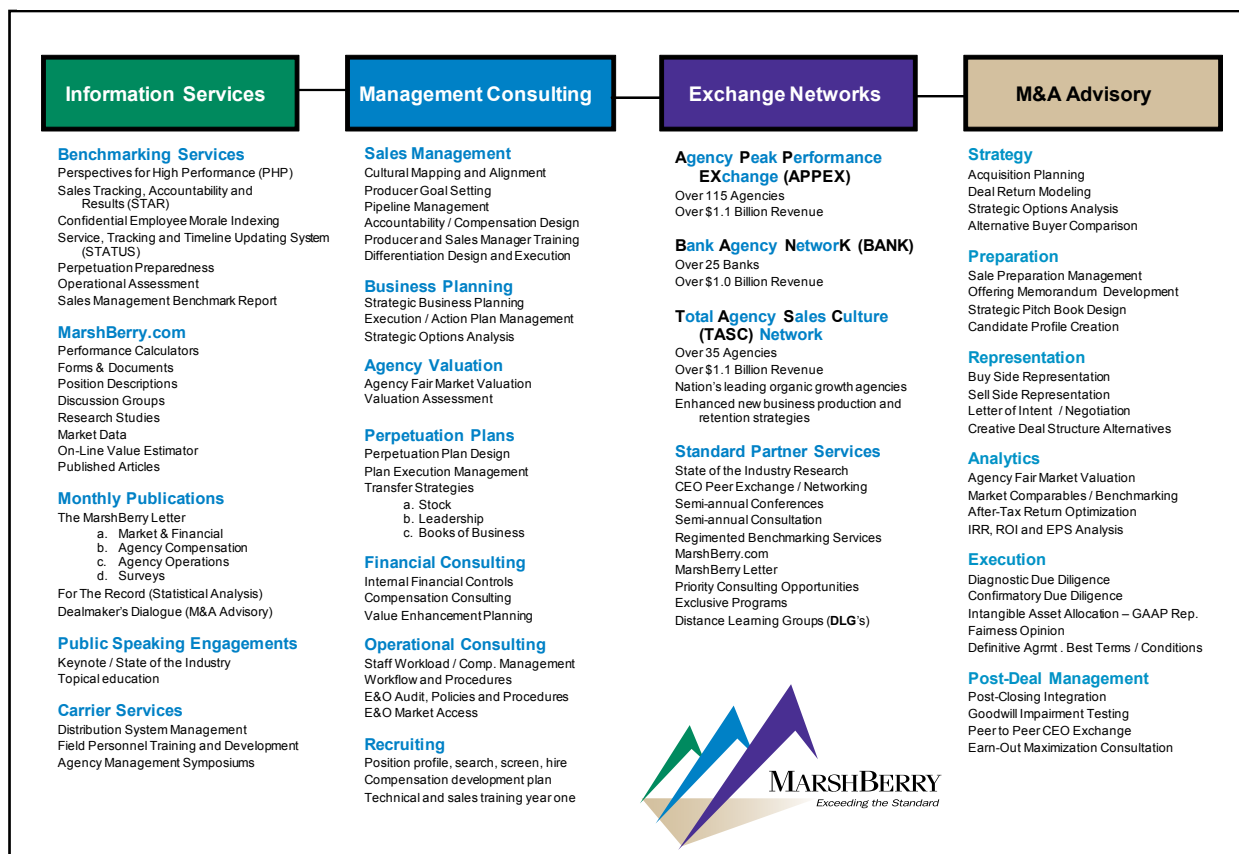 Information Services
Management Consulting
Exchange Networks
M&A Advisory
Benchmarking Services
Perspectives for High Performance (PHP)
Sales Tracking, Accountability and
Results (STAR)
Confidential Employee Morale Indexing
Service, Tracking and Timeline Updating System
(STATUS)
Perpetuation Preparedness
Operational Assessment
Sales Management Benchmark Report
MarshBerry.com
Performance Calculators
Forms & Documents
Position Descriptions
Discussion Groups
Research Studies
Market Data
On-Line Value Estimator
Published Articles
Monthly Publications
The MarshBerry Letter
a. Market & Financial
b. Agency Compensation
c. Agency Operations
d. Surveys
For The Record (Statistical Analysis)
Dealmaker's Dialogue (M&A Advisory)
Public Speaking Engagements
Keynote / State of the Industry
Topical education
Carrier Services
Distribution System Management
Field Personnel Training and Development
Agency Management Symposiums
Sales Management
Cultural Mapping and Alignment
Producer Goal Setting
Pipeline Management
Accountability / Compensation Design
Producer and Sales Manager Training
Differentiation Design and Execution
Business Planning
Strategic Business Planning
Execution / Action Plan Management
Strategic Options Analysis
Agency Valuation
Agency Fair Market Valuation
Valuation Assessment
Perpetuation Plans
Perpetuation Plan Design
Plan Execution Management
Transfer Strategies
a. Stock
b. Leadership
c. Books of Business
Financial Consulting
Internal Financial Controls
Compensation Consulting
Value Enhancement Planning
Operational Consulting
Staff Workload / Comp. Management
Workflow and Procedures
E&O Audit, Policies and Procedures
E&O Market Access
Recruiting
Position profile, search, screen, hire
Compensation development plan
Technical and sales training year one
Agency Peak Performance
EXchange (APPEX)
Over 115 Agencies
Over $1.1 Billion Revenue
Bank Agency NetworK (BANK)
Over 25 Banks
Over $1.0 Billion Revenue
Total Agency Sales Culture
(TASC) Network
Over 35 Agencies
Over $1.1 Billion Revenue
Nation's leading organic growth agencies
Enhanced new business production and
retention strategies
Standard Partner Services
State of the Industry Research
CEO Peer Exchange / Networking
Semi-annual Conferences
Semi-annual Consultation
Regimented Benchmarking Services
MarshBerry.com
MarshBerry Letter
Priority Consulting Opportunities
Exclusive Programs
Distance Learning Groups (DLG's)
MARSHBERRY
Exceeding the Standard
Strategy
Acquisition Planning
Deal Return Modeling
Strategic Options Analysis
Alternative Buyer Comparison
Preparation
Sale Preparation Management
Offering Memorandum Development
Strategic Pitch Book Design
Candidate Profile Creation
Representation
Buy Side Representation
Sell Side Representation
Letter of Intent / Negotiation
Creative Deal Structure Alternatives
Analytics
Agency Fair Market Valuation
Market Comparables / Benchmarking
After-Tax Return Optimization
IRR, ROI and EPS Analysis
Execution
Diagnostic Due Diligence
Confirmatory Due Diligence
Intangible Asset Allocation – GAAP Rep.
Fairness Opinion
Definitive Agrmt . Best Terms / Conditions
Post-Deal Management
Post-Closing Integration
Goodwill Impairment Testing
Peer to Peer CEO Exchange
Earn-Out Maximization Consultation